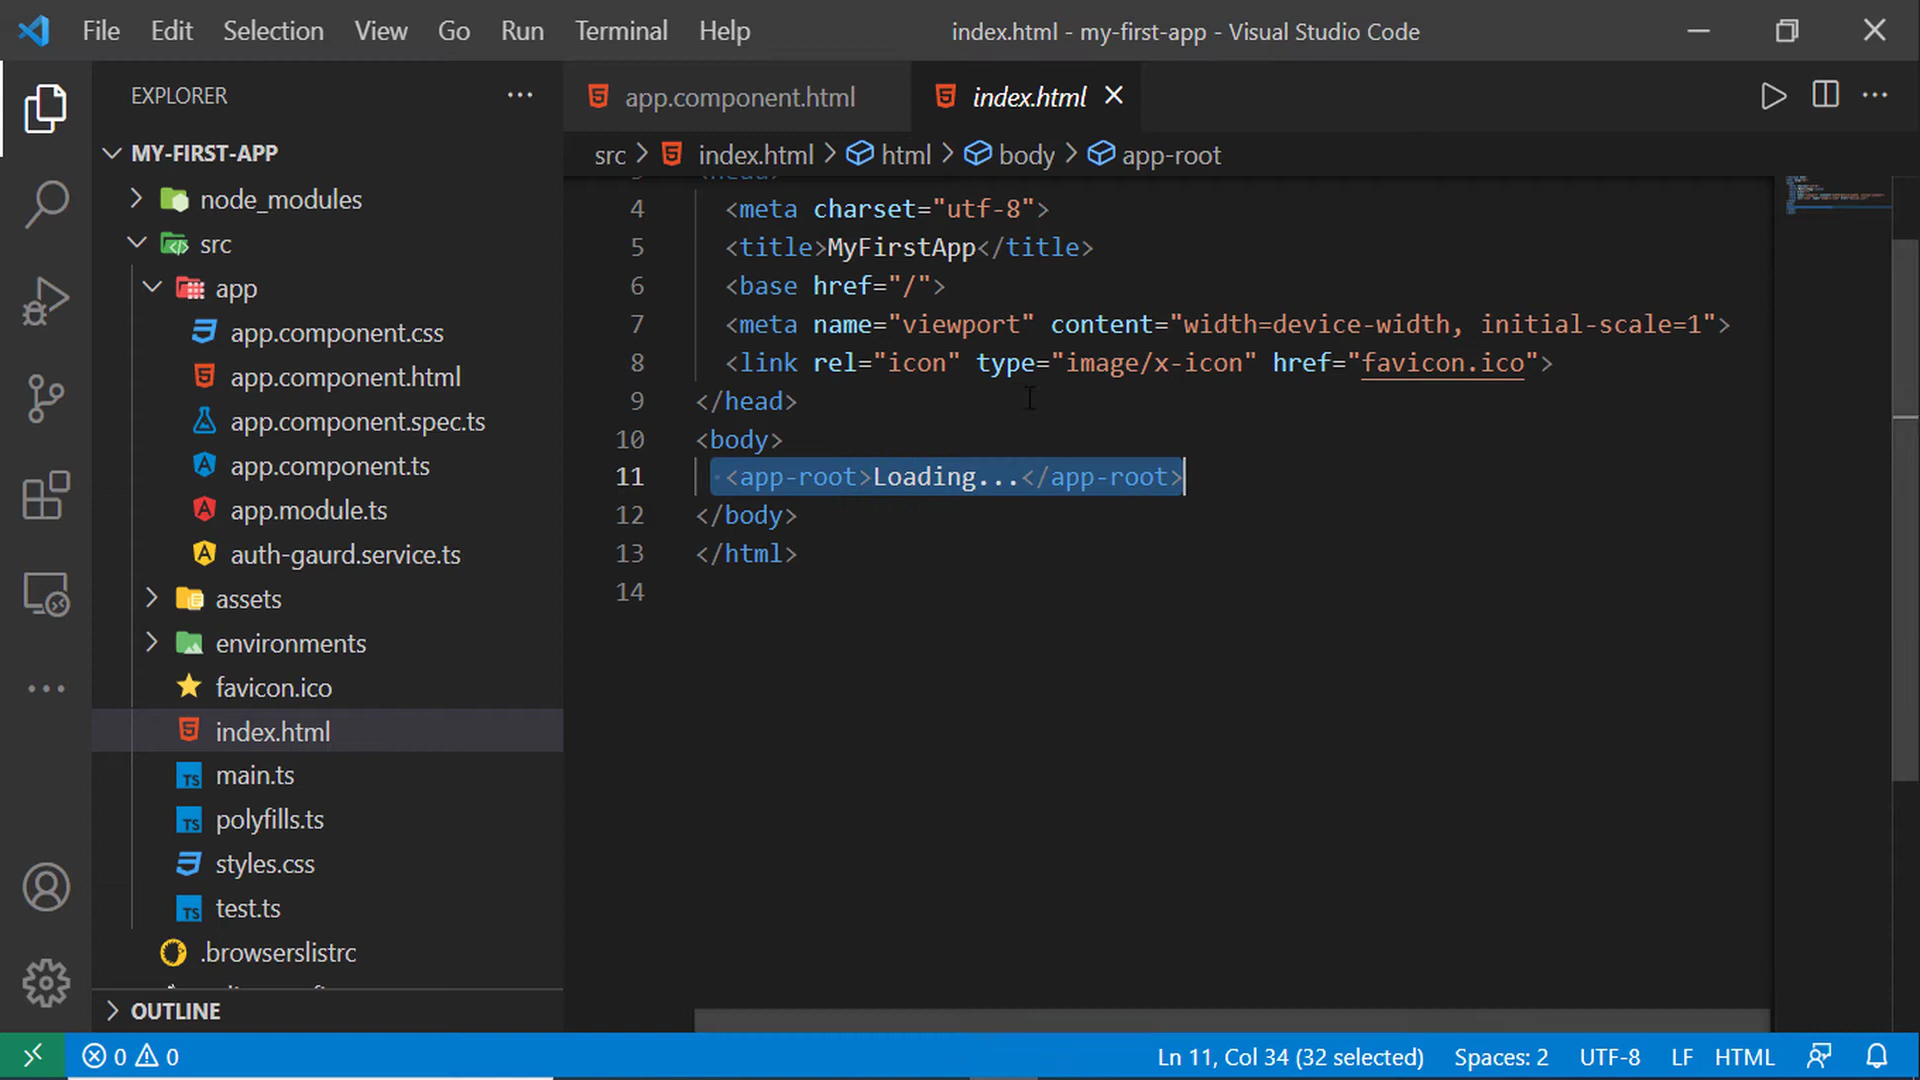 File Edit Selection View Go Run Terminal Help index.html - my-first-app - Visual Studio Code
EXPLORER
MY-FIRST-APP
node_modules
src
app
app.component.css
app.component.html
app.component.spec.ts
app.component.ts
app.module.ts
auth-gaurd.service.ts
assets
environments
favicon.ico
index.html
main.ts
polyfills.ts
styles.css
test.ts
.browserslistrc
OUTLINE
app.component.html index.html
src > index.html > html > body > app-root
4 <meta charset="utf-8">
5 <title>MyFirstApp</title>
6 <base href="/">
7 <meta name="viewport" content="width=device-width, initial-scale=1">
8 <link rel="icon" type="image/x-icon" href="favicon.ico">
9 </head>
10 <body>
11 <app-root>Loading...</app-root>
12 </body>
13 </html>
14
0 0 Ln 11, Col 34 (32 selected) Spaces: 2 UTF-8 LF HTML